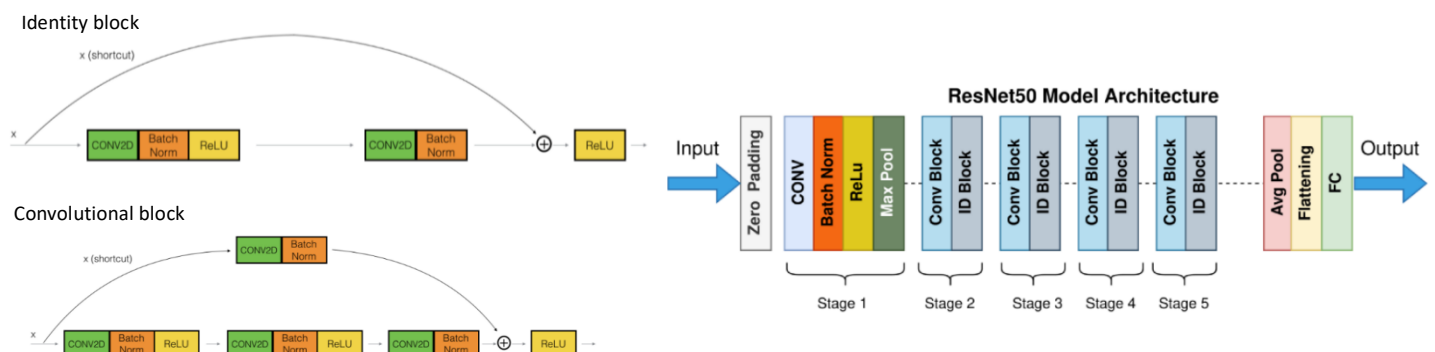 Identity block
x (shortcut)
x
CONV2D
Batch
Norm
ReLU
CONV2D
Batch
Norm
ReLU
Convolutional block
CONV2D
Batch
Norm
x (shortcut)
x
CONV2D
Batch
Norm
ReLU
CONV2D
Batch
Norm
ReLU
CONV2D
Batch
Norm
ReLU
ResNet50 Model Architecture
Input
Zero Padding
CONV
Batch Norm
ReLu
Max Pool
Conv Block
ID Block
Conv Block
ID Block
Conv Block
ID Block
Conv Block
ID Block
Avg Pool
Flattening
FC
Output
Stage 1
Stage 2
Stage 3
Stage 4
Stage 5